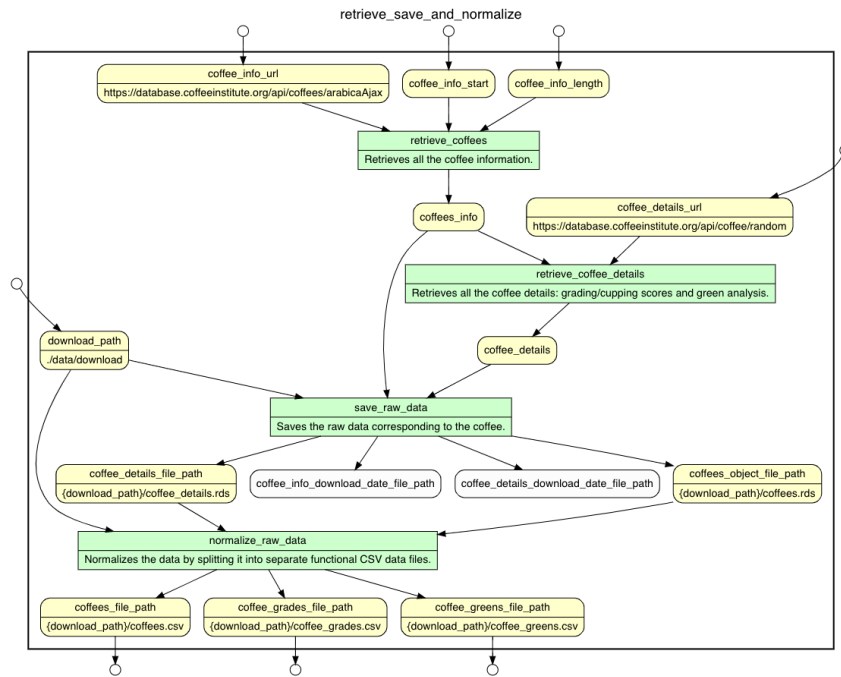 retrieve_save_and_normalize
coffee_info_url
https://database.coffeeinstitute.org/api/coffees/arabicaAjax
coffee_info_start
coffee_info_length
retrieve_coffees
Retrieves all the coffee information.
coffees_info
coffee_details_url
https://database.coffeeinstitute.org/api/coffee/random
retrieve_coffee_details
Retrieves all the coffee details: grading/cupping scores and green analysis.
download_path
./data/download
coffee_details
save_raw_data
Saves the raw data corresponding to the coffee.
coffee_details_file_path
{download_path}/coffee_details.rds
coffee_info_download_date_file_path
coffee_details_download_date_file_path
coffees_object_file_path
{download_path}/coffees.rds
normalize_raw_data
Normalizes the data by splitting it into separate functional CSV data files.
coffees_file_path
{download_path}/coffees.csv
coffee_grades_file_path
{download_path}/coffee_grades.csv
coffee_greens_file_path
{download_path}/coffee_greens.csv